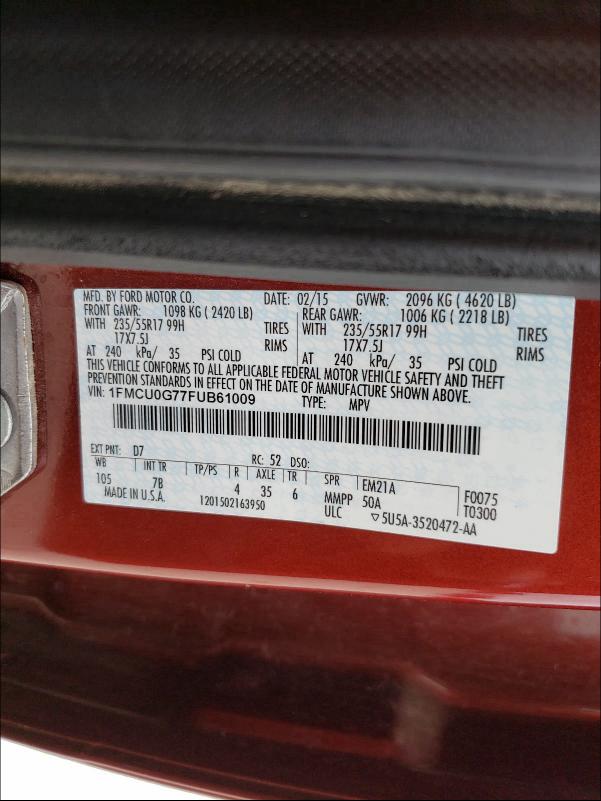 MFD. BY FORD MOTOR CO. DATE: 02/15 GVWR: 2096 KG ( 4620 LB)
FRONT GAWR: 1098 KG ( 2420 LB) REAR GAWR: 1006 KG ( 2218 LB)
WITH 235/55R17 99H TIRES WITH 235/55R17 99H TIRES
17X7.5J RIMS 17X7.5J RIMS
AT 240 kPa/ 35 PSI COLD AT 240 kPa/ 35 PSI COLD
THIS VEHICLE CONFORMS TO ALL APPLICABLE FEDERAL MOTOR VEHICLE SAFETY AND THEFT
PREVENTION STANDARDS IN EFFECT ON THE DATE OF MANUFACTURE SHOWN ABOVE.
VIN: 1FMCU0G77FUB61009 TYPE: MPV
EXT PNT: D7 RC: 52 DSO:
WB INT TR TP/PS R AXLE TR SPR EM21A F0075
105 7B 4 35 6 MMPP 50A T0300
MADE IN U.S.A. 1201502163950 ULC ▽5U5A-3520472-AA